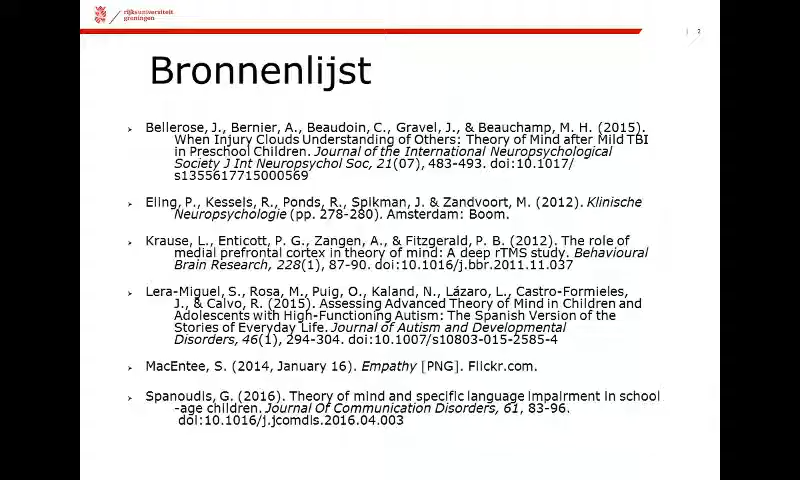 rijksuniversiteit
groningen
| 2
Bronnenlijst
Bellerose, J., Bernier, A., Beaudoin, C., Gravel, J., & Beauchamp, M. H. (2015).
When Injury Clouds Understanding of Others: Theory of Mind after Mild TBI
in Preschool Children. Journal of the International Neuropsychological
Society J Int Neuropsychol Soc, 21(07), 483-493. doi:10.1017/
s1355617715000569
Eling, P., Kessels, R., Ponds, R., Spikman, J. & Zandvoort, M. (2012). Klinische
Neuropsychologie (pp. 278-280). Amsterdam: Boom.
Krause, L., Enticott, P. G., Zangen, A., & Fitzgerald, P. B. (2012). The role of
medial prefrontal cortex in theory of mind: A deep rTMS study. Behavioural
Brain Research, 228(1), 87-90. doi:10.1016/j.bbr.2011.11.037
Lera-Miguel, S., Rosa, M., Puig, O., Kaland, N., Lázaro, L., Castro-Formieles,
J., & Calvo, R. (2015). Assessing Advanced Theory of Mind in Children and
Adolescents with High-Functioning Autism: The Spanish Version of the
Stories of Everyday Life. Journal of Autism and Developmental
Disorders, 46(1), 294-304. doi:10.1007/s10803-015-2585-4
MacEntee, S. (2014, January 16). Empathy [PNG]. Flickr.com.
Spanoudis, G. (2016). Theory of mind and specific language impairment in school
-age children. Journal Of Communication Disorders, 61, 83-96.
doi:10.1016/j.jcomdis.2016.04.003